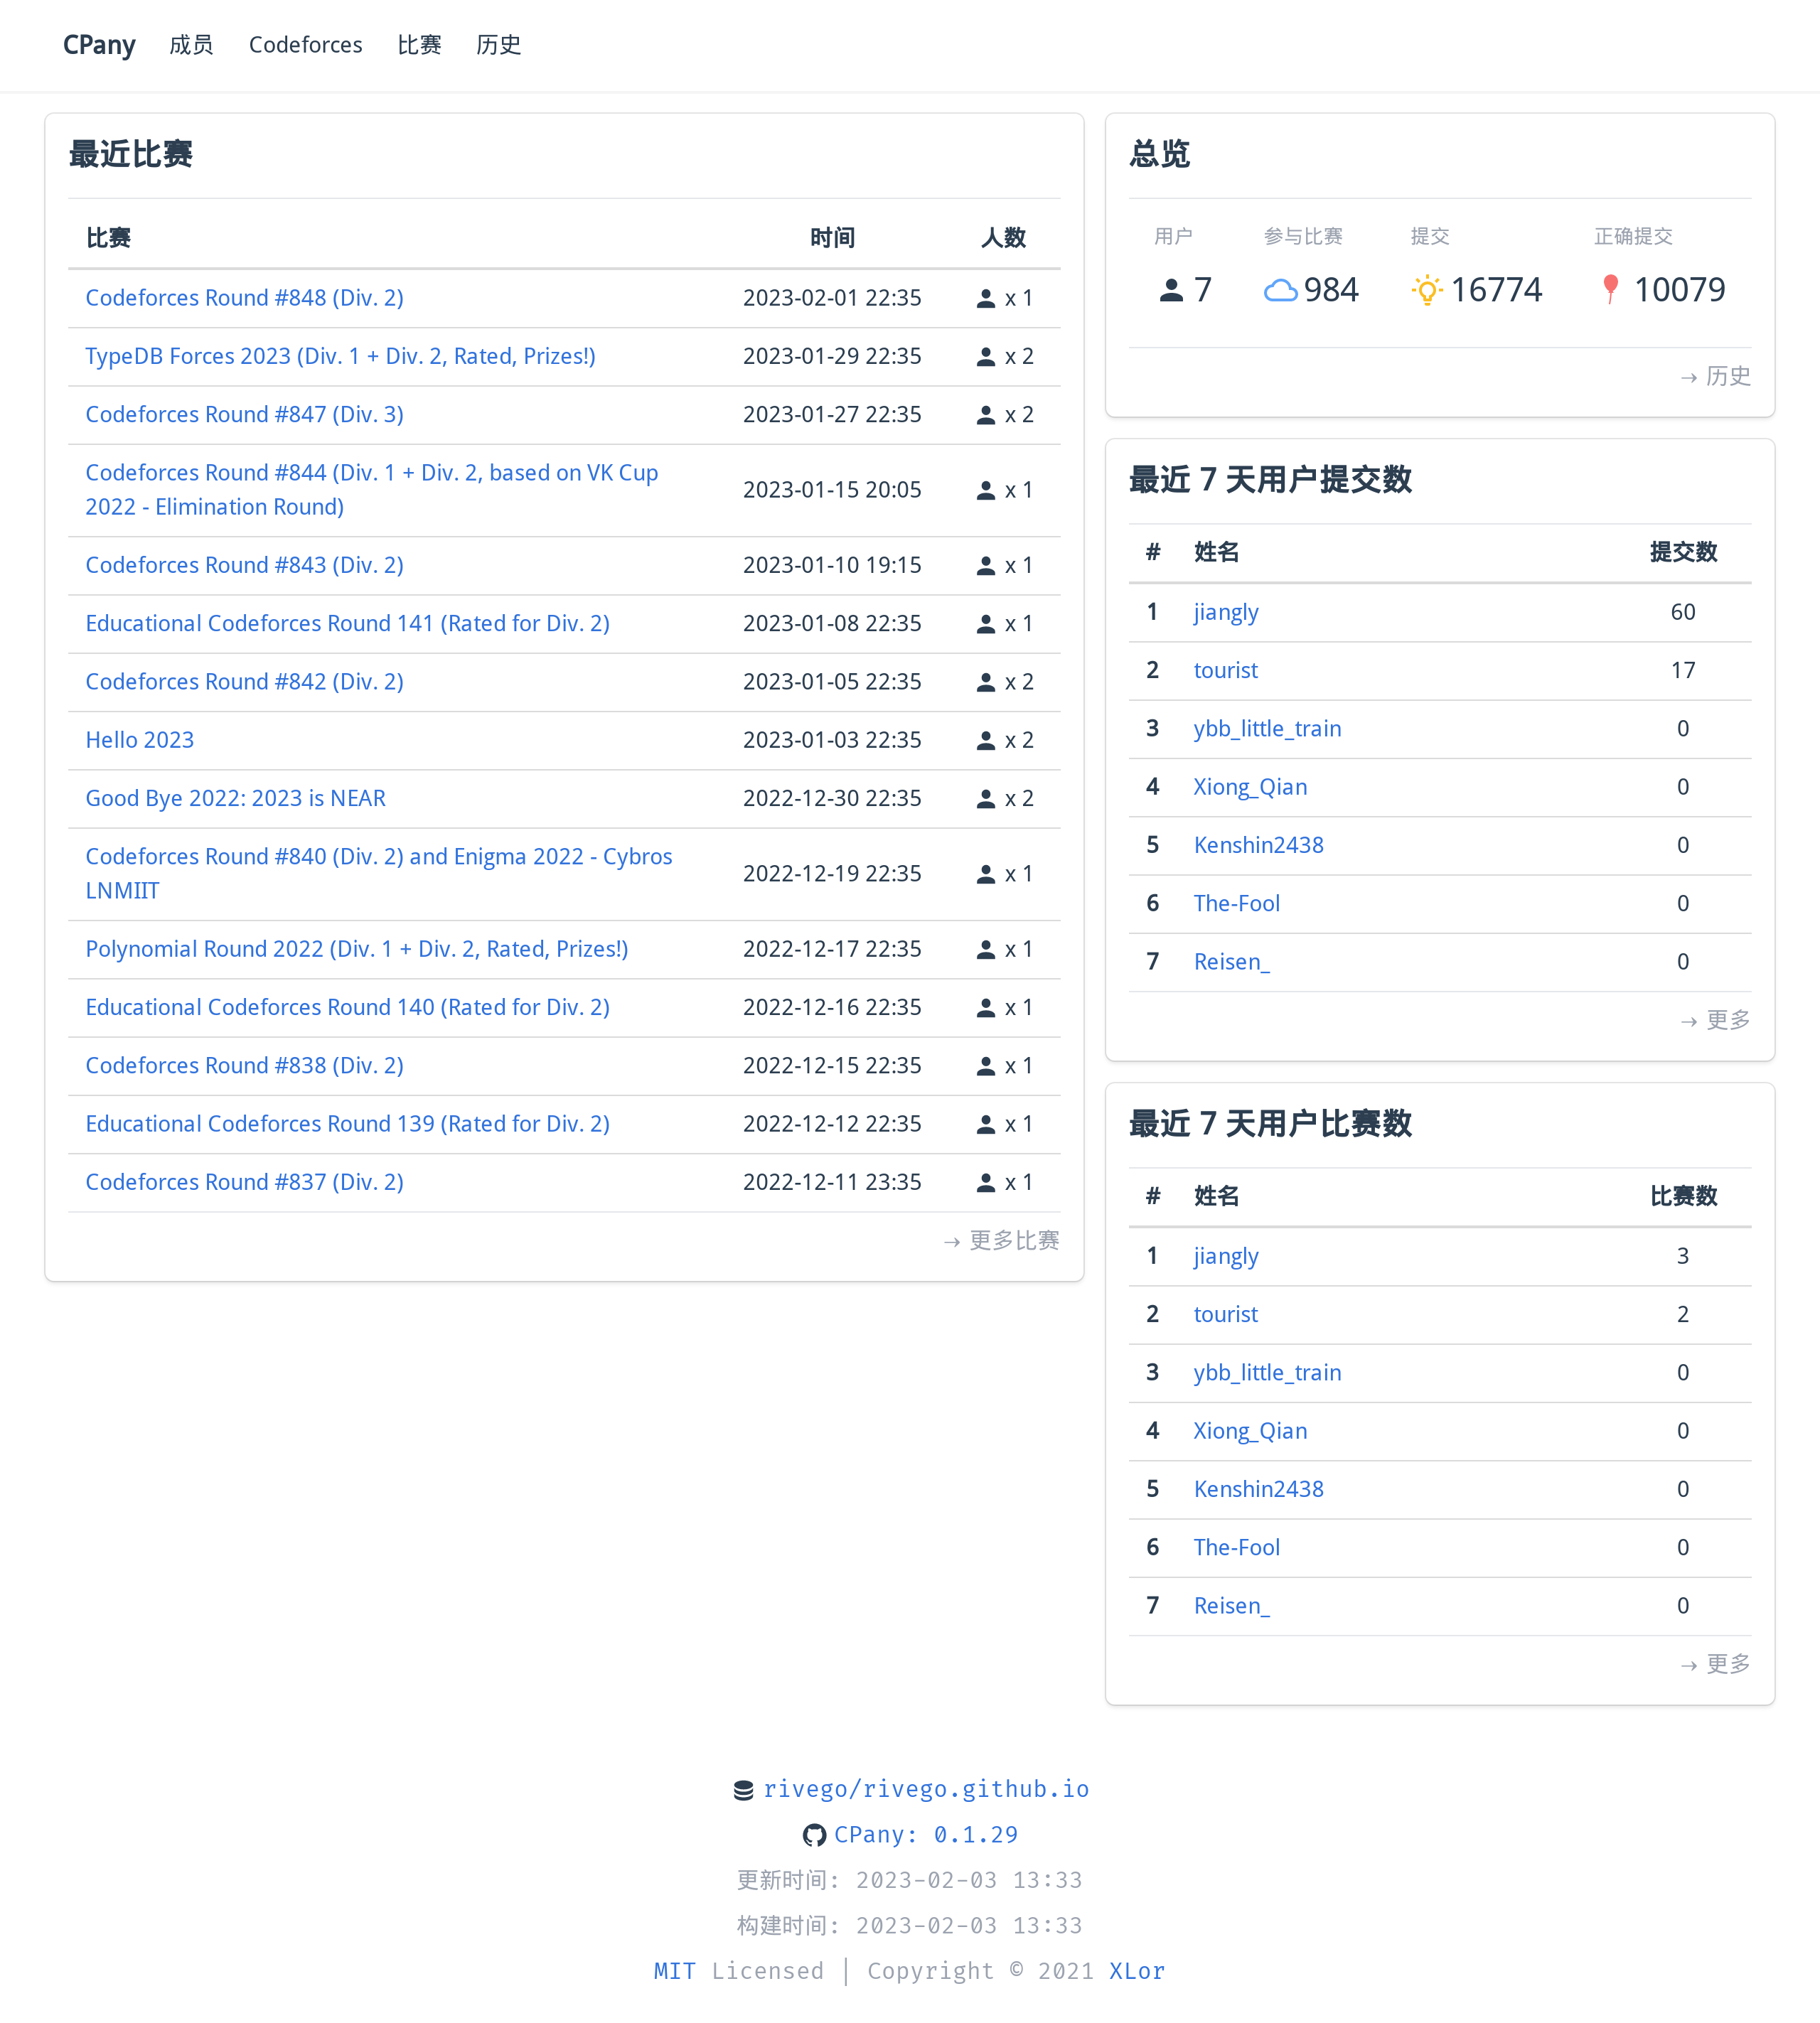 CPany 成员 Codeforces 比赛 历史
最近比赛
比赛 时间 人数
Codeforces Round #848 (Div. 2) 2023-02-01 22:35 x 1
TypeDB Forces 2023 (Div. 1 + Div. 2, Rated, Prizes!) 2023-01-29 22:35 x 2
Codeforces Round #847 (Div. 3) 2023-01-27 22:35 x 2
Codeforces Round #844 (Div. 1 + Div. 2, based on VK Cup
2022 - Elimination Round) 2023-01-15 20:05 x 1
Codeforces Round #843 (Div. 2) 2023-01-10 19:15 x 1
Educational Codeforces Round 141 (Rated for Div. 2) 2023-01-08 22:35 x 1
Codeforces Round #842 (Div. 2) 2023-01-05 22:35 x 2
Hello 2023 2023-01-03 22:35 x 2
Good Bye 2022: 2023 is NEAR 2022-12-30 22:35 x 2
Codeforces Round #840 (Div. 2) and Enigma 2022 - Cybros
LNMIIT 2022-12-19 22:35 x 1
Polynomial Round 2022 (Div. 1 + Div. 2, Rated, Prizes!) 2022-12-17 22:35 x 1
Educational Codeforces Round 140 (Rated for Div. 2) 2022-12-16 22:35 x 1
Codeforces Round #838 (Div. 2) 2022-12-15 22:35 x 1
Educational Codeforces Round 139 (Rated for Div. 2) 2022-12-12 22:35 x 1
Codeforces Round #837 (Div. 2) 2022-12-11 23:35 x 1
→ 更多比赛
总览
用户 参与比赛 提交 正确提交
7 984 16774 10079
→ 历史
最近 7 天用户提交数
# 姓名 提交数
1 jiangly 60
2 tourist 17
3 ybb_little_train 0
4 Xiong_Qian 0
5 Kenshin2438 0
6 The-Fool 0
7 Reisen_ 0
→ 更多
最近 7 天用户比赛数
# 姓名 比赛数
1 jiangly 3
2 tourist 2
3 ybb_little_train 0
4 Xiong_Qian 0
5 Kenshin2438 0
6 The-Fool 0
7 Reisen_ 0
→ 更多
rivego/rivego.github.io
CPany: 0.1.29
更新时间: 2023-02-03 13:33
构建时间: 2023-02-03 13:33
MIT Licensed | Copyright © 2021 XLor